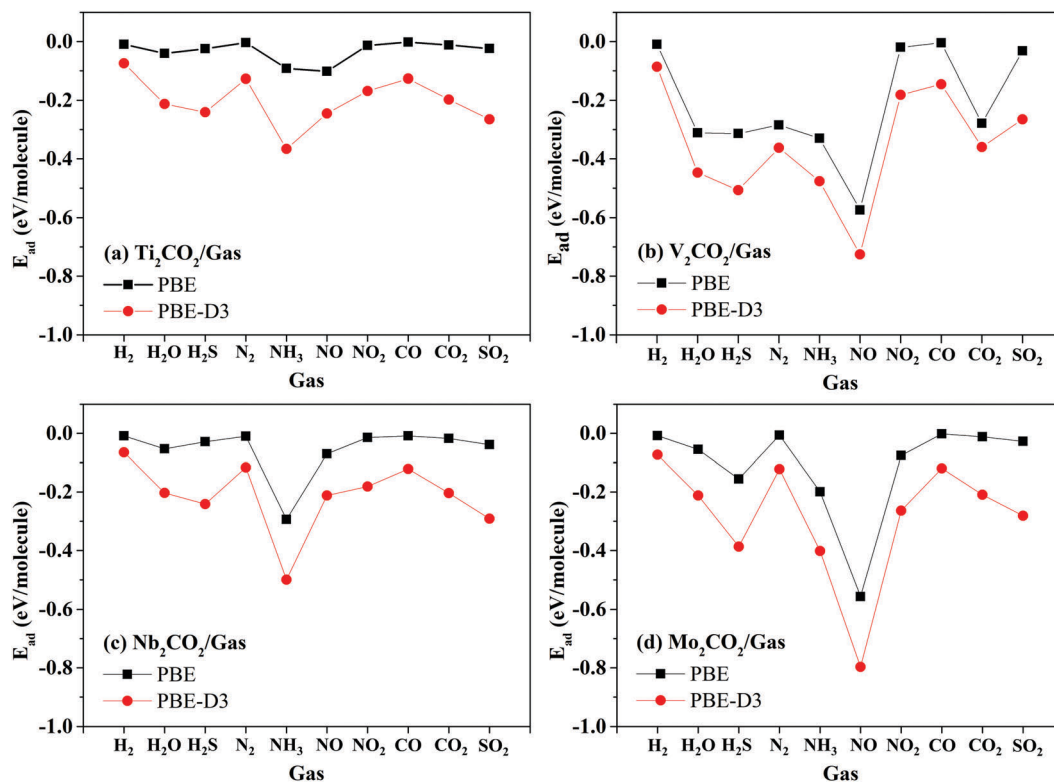 0.0
-0.2
-0.4
-0.6
-0.8
-1.0
E_ad (eV/molecule)
(a) Ti₂CO₂/Gas
PBE
PBE-D3
H₂ H₂O H₂S N₂ NH₃ NO NO₂ CO CO₂ SO₂
Gas
0.0
-0.2
-0.4
-0.6
-0.8
-1.0
E_ad (eV/molecule)
(b) V₂CO₂/Gas
PBE
PBE-D3
H₂ H₂O H₂S N₂ NH₃ NO NO₂ CO CO₂ SO₂
Gas
0.0
-0.2
-0.4
-0.6
-0.8
-1.0
E_ad (eV/molecule)
(c) Nb₂CO₂/Gas
PBE
PBE-D3
H₂ H₂O H₂S N₂ NH₃ NO NO₂ CO CO₂ SO₂
Gas
0.0
-0.2
-0.4
-0.6
-0.8
-1.0
E_ad (eV/molecule)
(d) Mo₂CO₂/Gas
PBE
PBE-D3
H₂ H₂O H₂S N₂ NH₃ NO NO₂ CO CO₂ SO₂
Gas